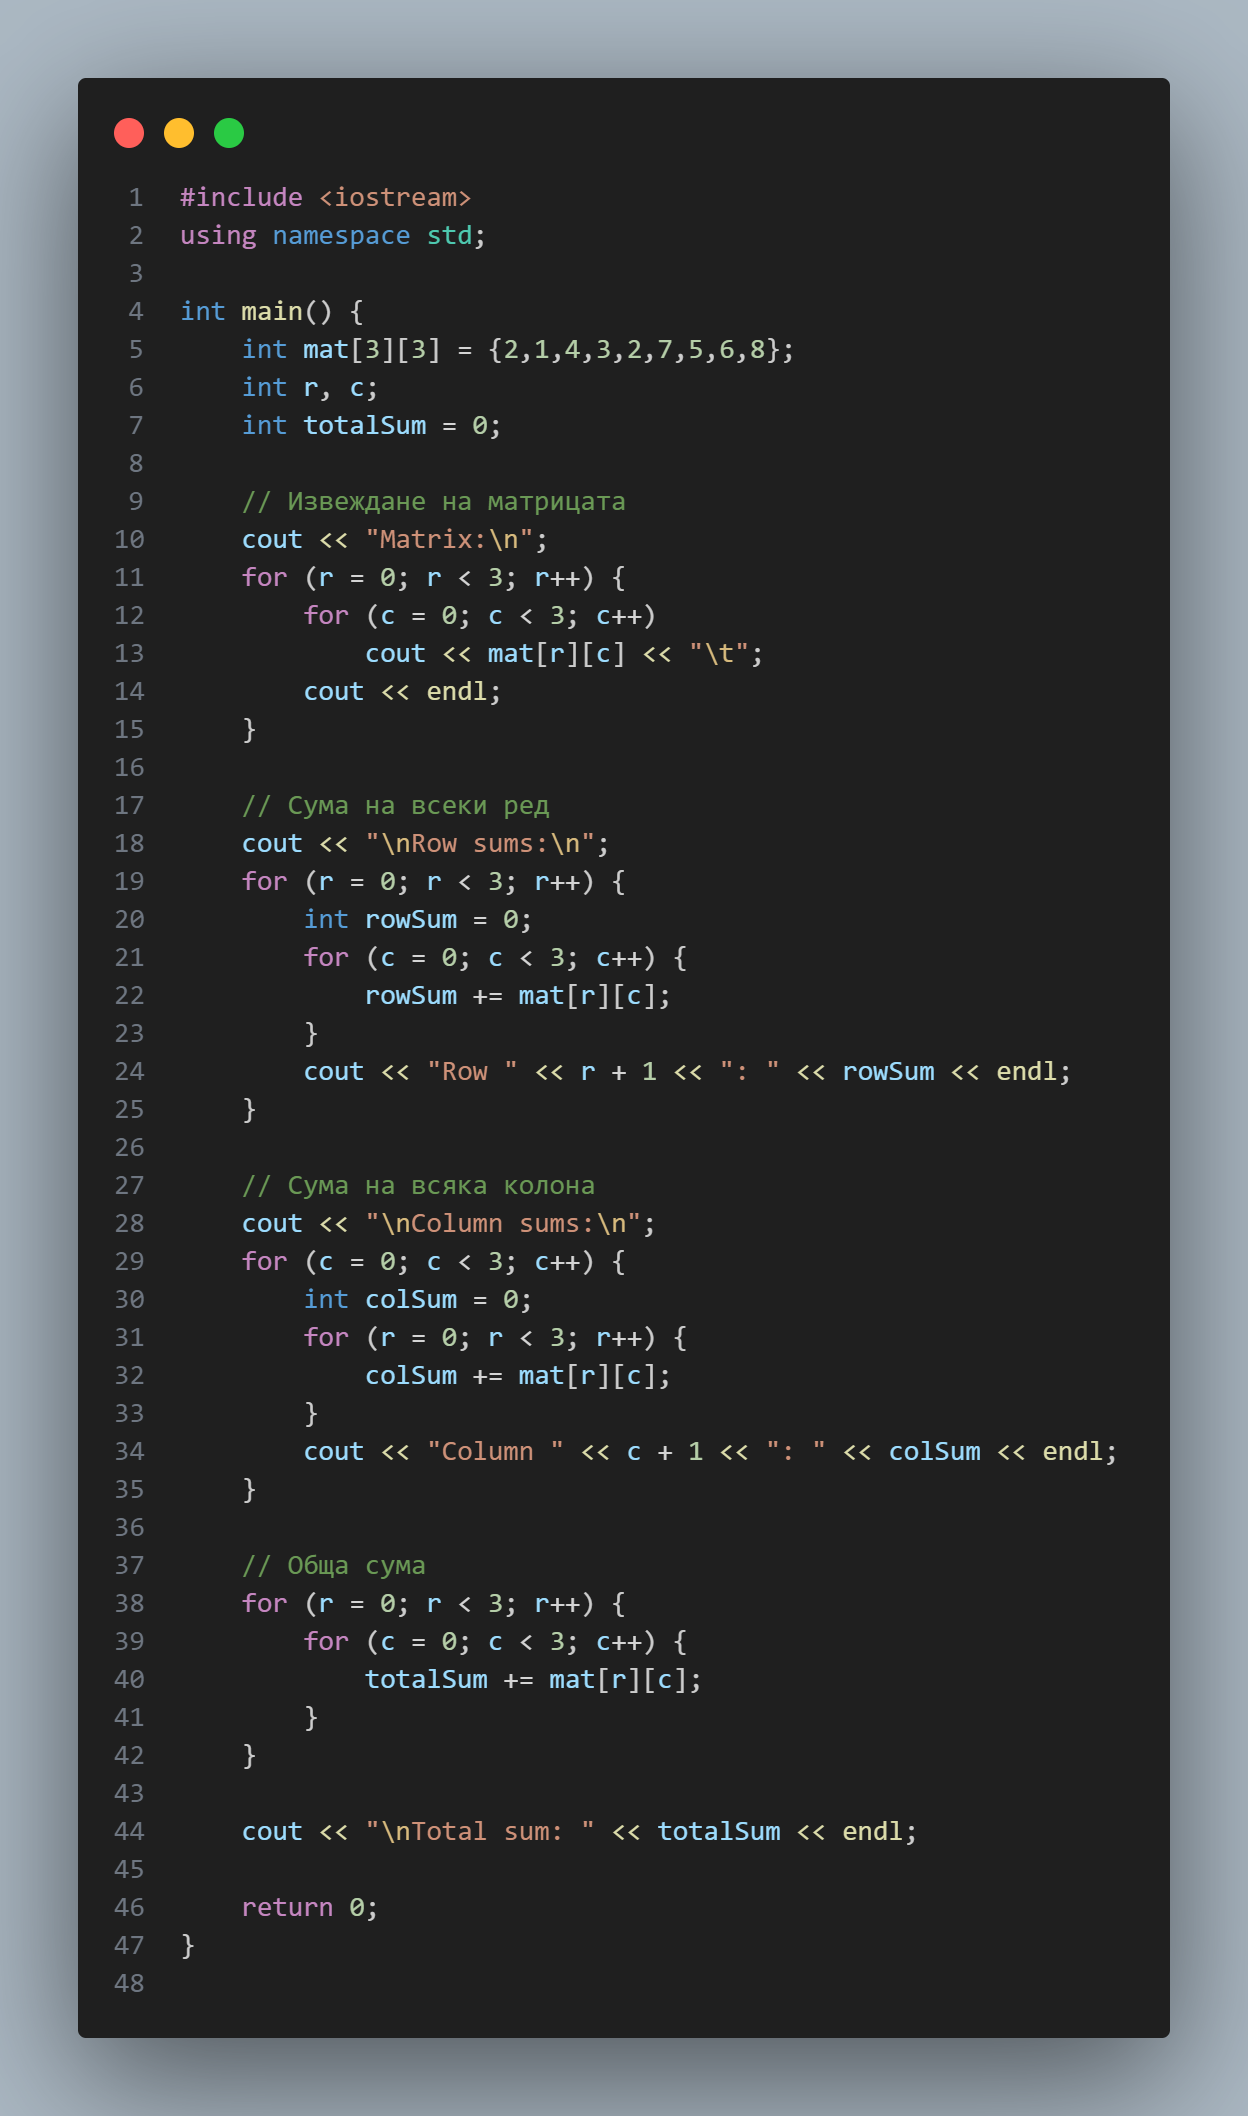 1 #include <iostream>
2 using namespace std;
3
4 int main() {
5     int mat[3][3] = {2,1,4,3,2,7,5,6,8};
6     int r, c;
7     int totalSum = 0;
8
9     // Извеждане на матрицата
10     cout << "Matrix:\n";
11     for (r = 0; r < 3; r++) {
12         for (c = 0; c < 3; c++)
13             cout << mat[r][c] << "\t";
14         cout << endl;
15     }
16
17     // Сума на всеки ред
18     cout << "\nRow sums:\n";
19     for (r = 0; r < 3; r++) {
20         int rowSum = 0;
21         for (c = 0; c < 3; c++) {
22             rowSum += mat[r][c];
23         }
24         cout << "Row " << r + 1 << ": " << rowSum << endl;
25     }
26
27     // Сума на всяка колона
28     cout << "\nColumn sums:\n";
29     for (c = 0; c < 3; c++) {
30         int colSum = 0;
31         for (r = 0; r < 3; r++) {
32             colSum += mat[r][c];
33         }
34         cout << "Column " << c + 1 << ": " << colSum << endl;
35     }
36
37     // Обща сума
38     for (r = 0; r < 3; r++) {
39         for (c = 0; c < 3; c++) {
40             totalSum += mat[r][c];
41         }
42     }
43
44     cout << "\nTotal sum: " << totalSum << endl;
45
46     return 0;
47 }
48